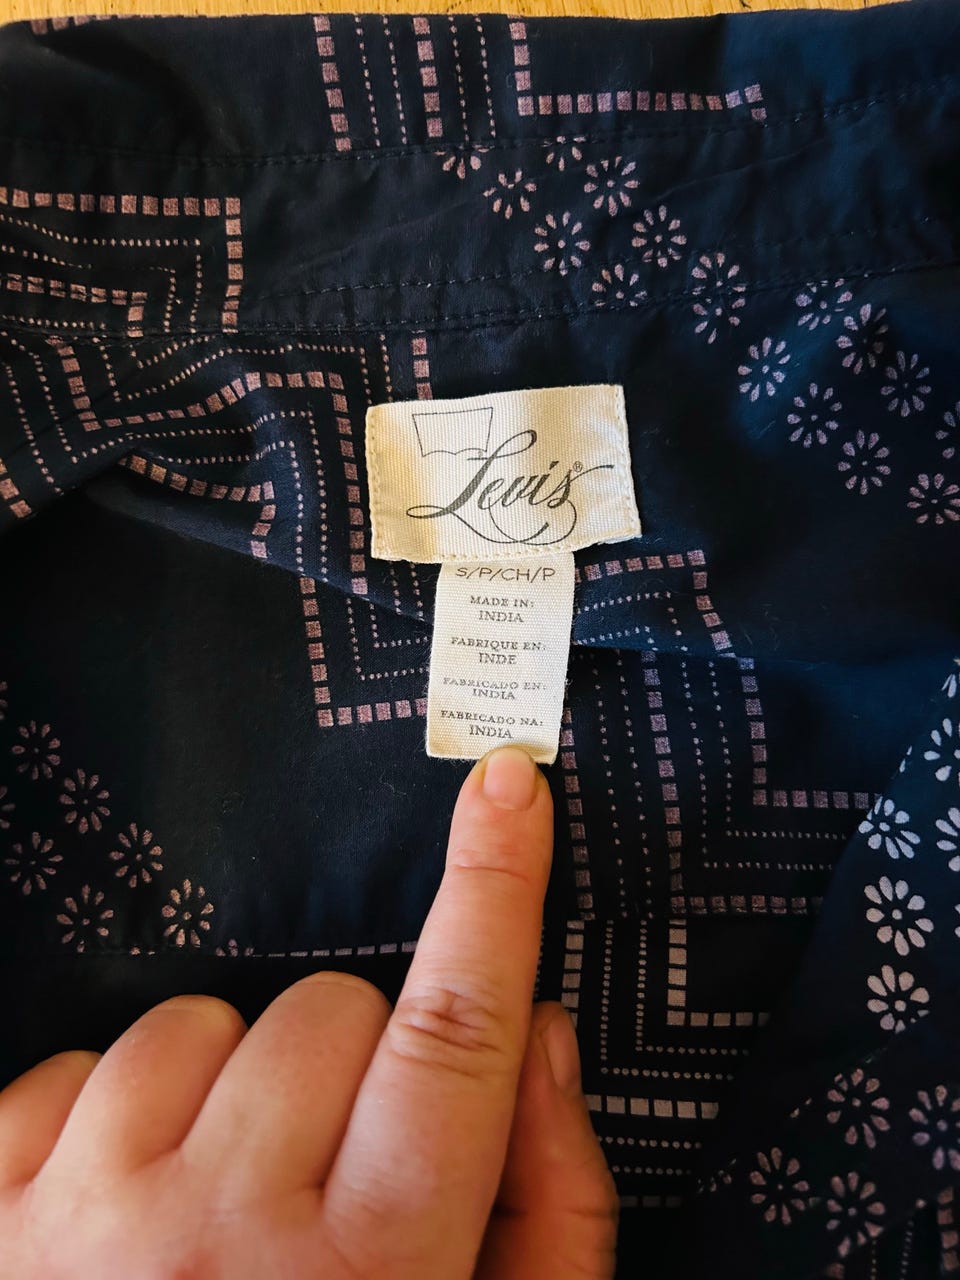 Levi's®
S/P/CH/P
MADE IN:
INDIA
FABRIQUE EN:
INDE
FABRICADO EN:
INDIA
FABRICADO NA:
INDIA